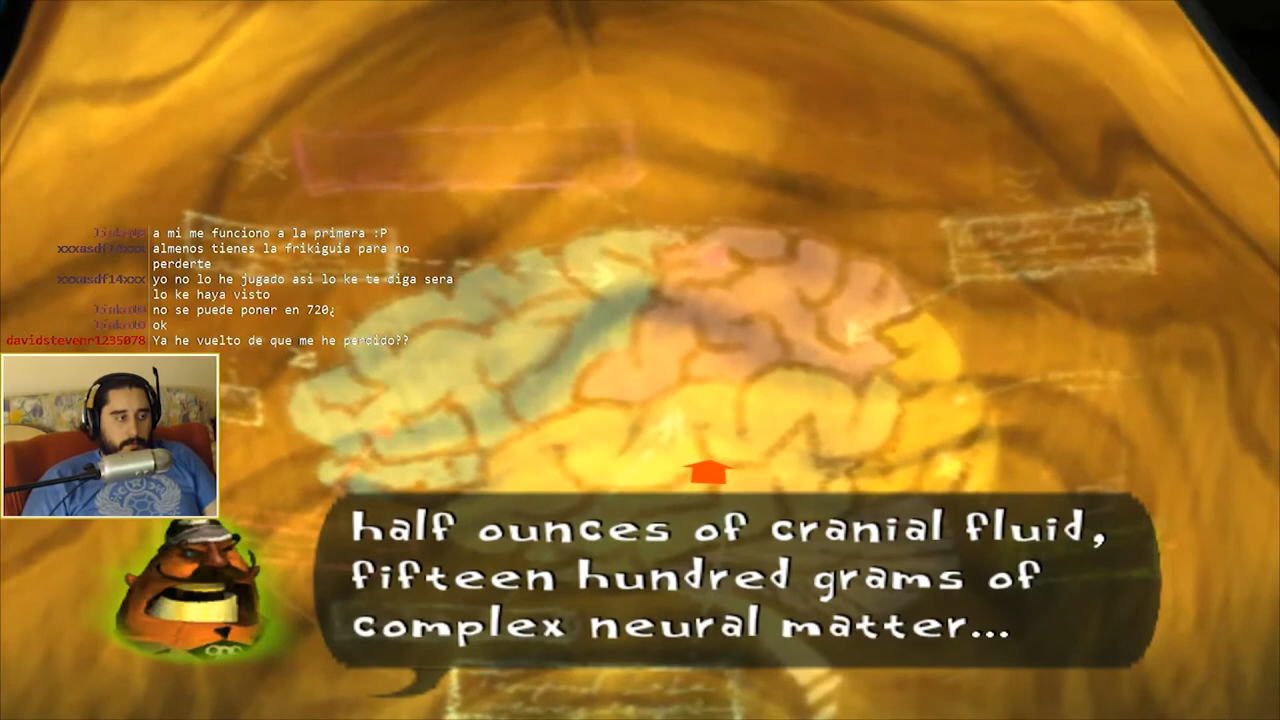 a mi me funciono a la primera :P
almenos tienes la frikiguia para no
perderte
xxxasdf14xxx yo no lo he jugado asi lo ke te diga sera
lo ke haya visto
no se puede poner en 720¿
ok
davidstevenr1235078 Ya he vuelto de que me he perdido??
half ounces of cranial fluid,
fifteen hundred grams of
complex neural matter...